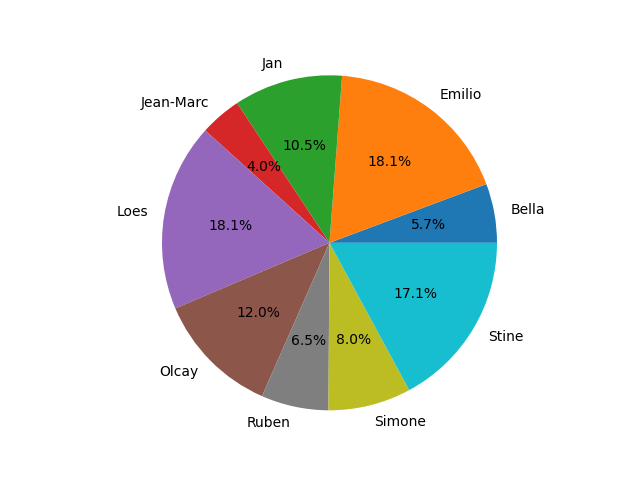 Jan
Jean-Marc
Emilio
10.5%
4.0%
18.1%
Loes
18.1%
Bella
5.7%
17.1%
12.0%
6.5%
8.0%
Stine
Olcay
Ruben
Simone